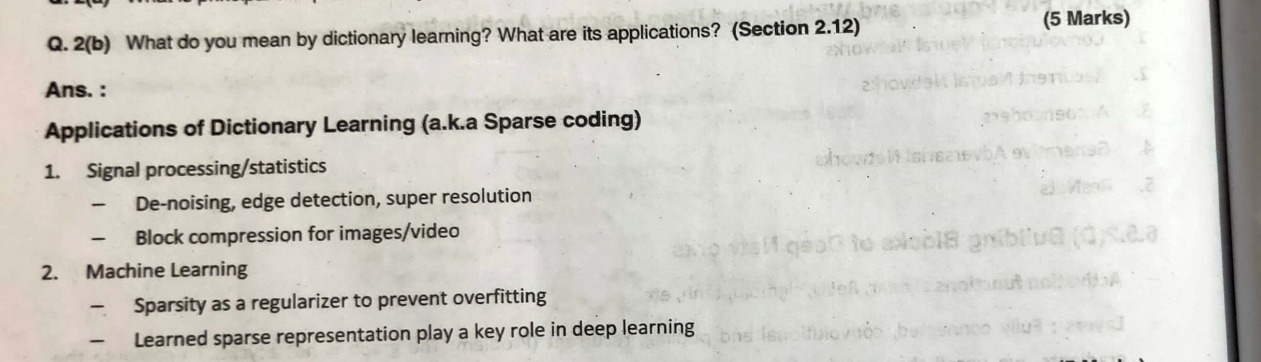 Q. 2(b) What do you mean by dictionary learning? What are its applications? (Section 2.12) (5 Marks)
Ans. :
Applications of Dictionary Learning (a.k.a Sparse coding)
1. Signal processing/statistics
– De-noising, edge detection, super resolution
– Block compression for images/video
2. Machine Learning
– Sparsity as a regularizer to prevent overfitting
– Learned sparse representation play a key role in deep learning